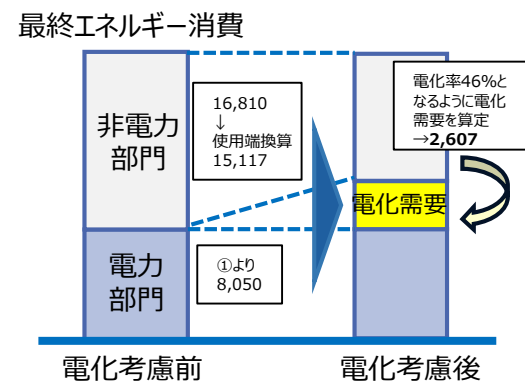 最終エネルギー消費
非電力
部門
16,810
↓
使用端換算
15,117
電化率46%と
なるように電化
需要を算定
→2,607
電化需要
電力
部門
①より
8,050
電化考慮前
電化考慮後